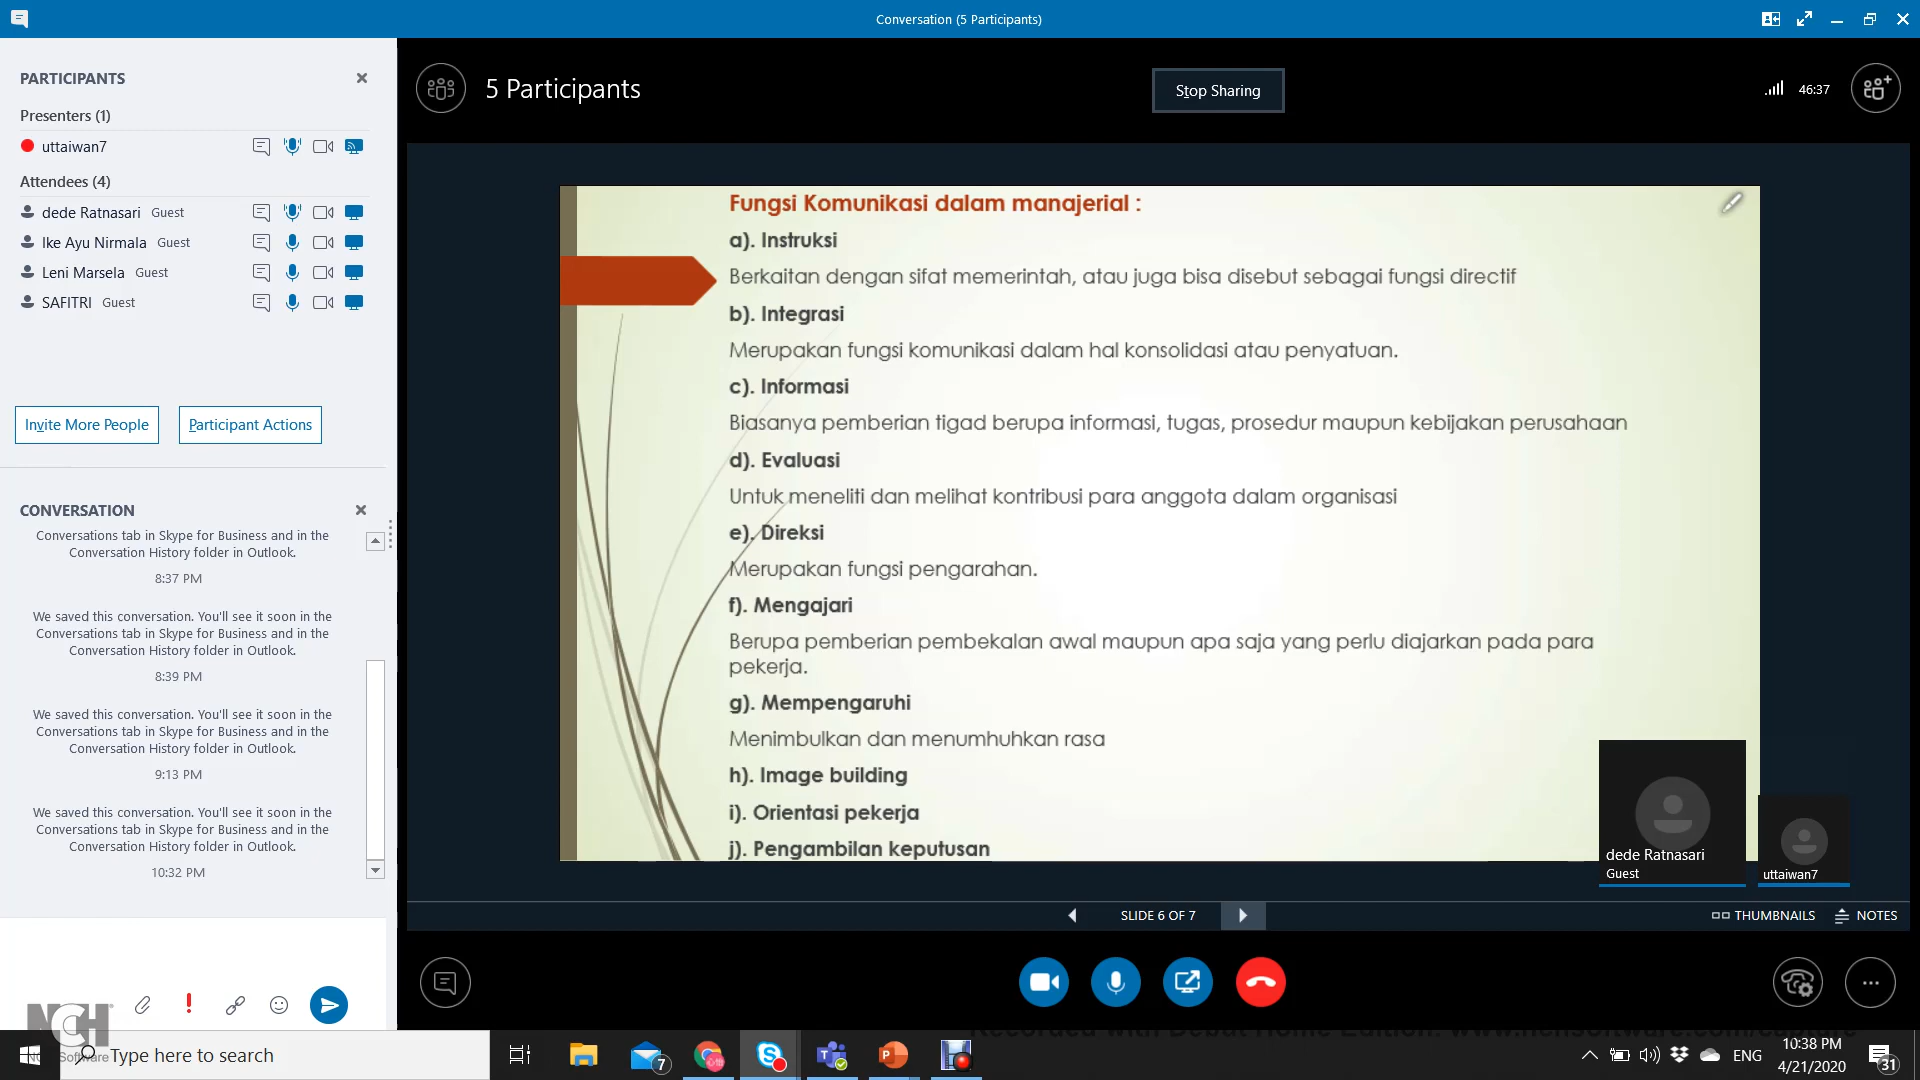 Conversation (5 Participants)
PARTICIPANTS
Presenters (1)
uttaiwan7
Attendees (4)
dede Ratnasari Guest
Ike Ayu Nirmala Guest
Leni Marsela Guest
SAFITRI Guest
Invite More People
Participant Actions
CONVERSATION
Conversations tab in Skype for Business and in the
Conversation History folder in Outlook.
8:37 PM
We saved this conversation. You'll see it soon in the
Conversations tab in Skype for Business and in the
Conversation History folder in Outlook.
8:39 PM
We saved this conversation. You'll see it soon in the
Conversations tab in Skype for Business and in the
Conversation History folder in Outlook.
9:13 PM
We saved this conversation. You'll see it soon in the
Conversations tab in Skype for Business and in the
Conversation History folder in Outlook.
10:32 PM
5 Participants
Stop Sharing
46:37
Fungsi Komunikasi dalam manajerial :
a). Instruksi
Berkaitan dengan sifat memerintah, atau juga bisa disebut sebagai fungsi directif
b). Integrasi
Merupakan fungsi komunikasi dalam hal konsolidasi atau penyatuan.
c). Informasi
Biasanya pemberian tigad berupa informasi, tugas, prosedur maupun kebijakan perusahaan
d). Evaluasi
Untuk meneliti dan melihat kontribusi para anggota dalam organisasi
e). Direksi
Merupakan fungsi pengarahan.
f). Mengajari
Berupa pemberian pembekalan awal maupun apa saja yang perlu diajarkan pada para
pekerja.
g). Mempengaruhi
Menimbulkan dan menumhuhkan rasa
h). Image building
i). Orientasi pekerja
j). Pengambilan keputusan
dede Ratnasari
Guest
uttaiwan7
SLIDE 6 OF 7
THUMBNAILS
NOTES
NCH
Software
Type here to search
7
ENG
10:38 PM
4/21/2020
31